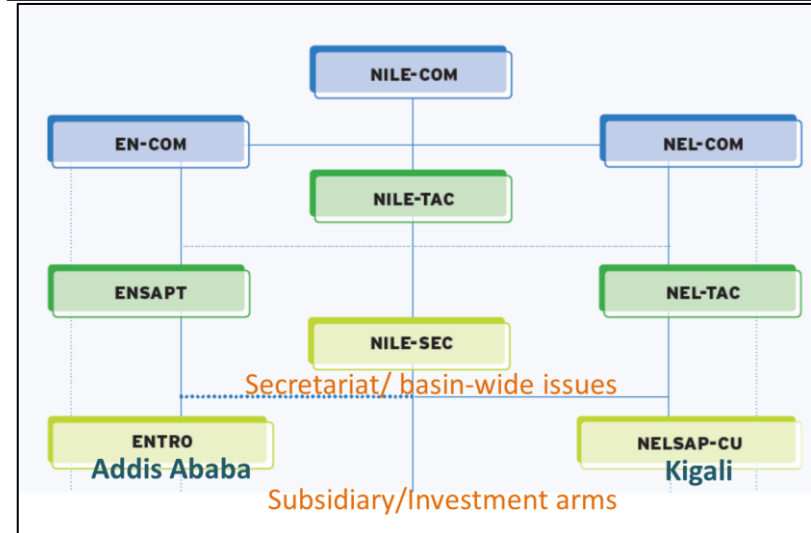 NILE-COM
EN-COM
NEL-COM
NILE-TAC
ENSAPT
NEL-TAC
NILE-SEC
Secretariat/ basin-wide issues
ENTRO
NELSAP-CU
Addis Ababa
Kigali
Subsidiary/Investment arms